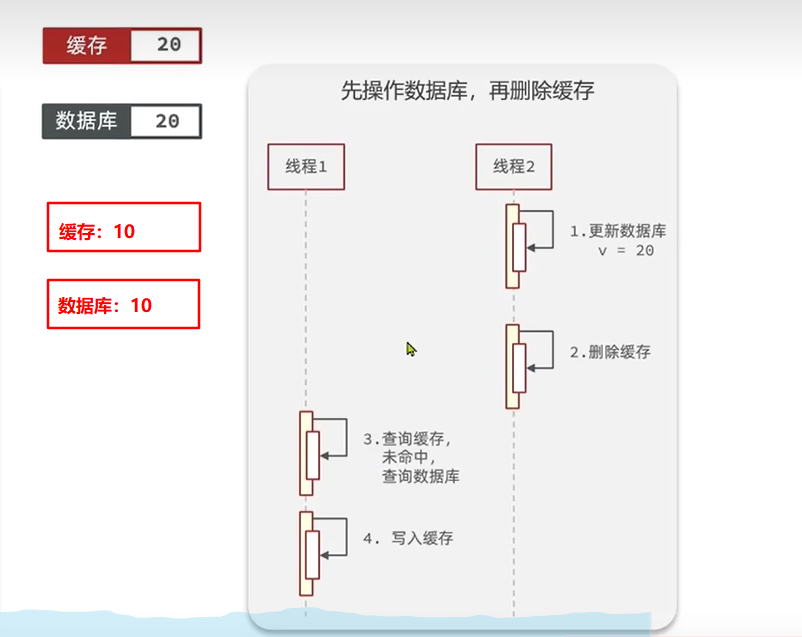 缓存 20
数据库 20
缓存：10
数据库：10
先操作数据库，再删除缓存
线程1
线程2
1.更新数据库
v = 20
2.删除缓存
3.查询缓存，
未命中，
查询数据库
4. 写入缓存